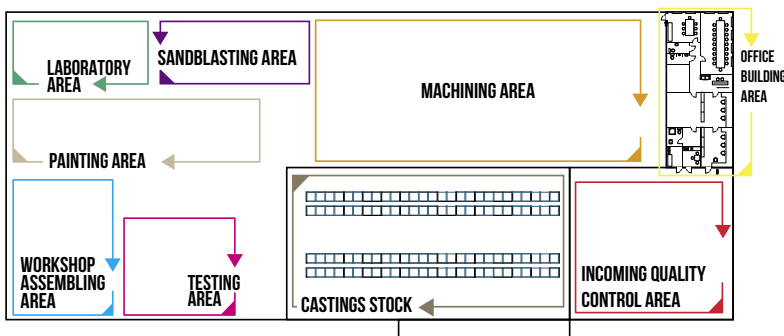 LABORATORY
AREA
SANDBLASTING AREA
MACHINING AREA
OFFICE
BUILDING
AREA
PAINTING AREA
WORKSHOP
ASSEMBLING
AREA
TESTING
AREA
CASTINGS STOCK
INCOMING QUALITY
CONTROL AREA